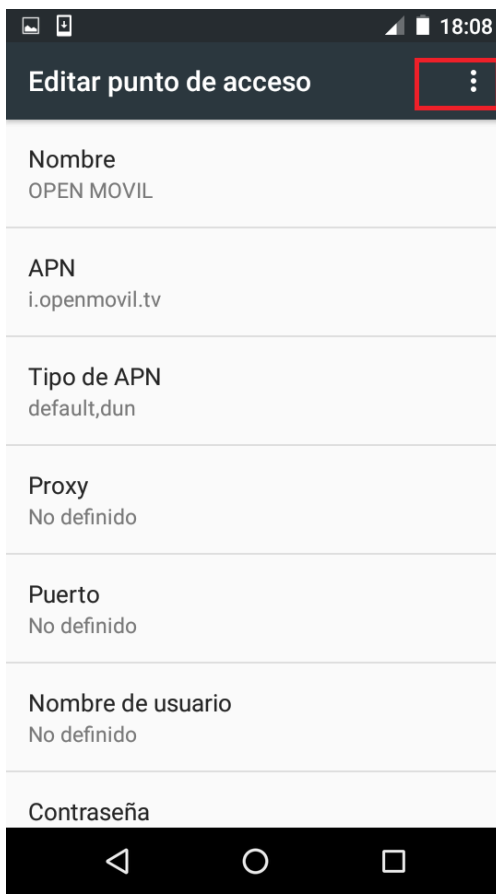 18:08
Editar punto de acceso
Nombre
OPEN MOVIL
APN
i.openmovil.tv
Tipo de APN
default,dun
Proxy
No definido
Puerto
No definido
Nombre de usuario
No definido
Contraseña